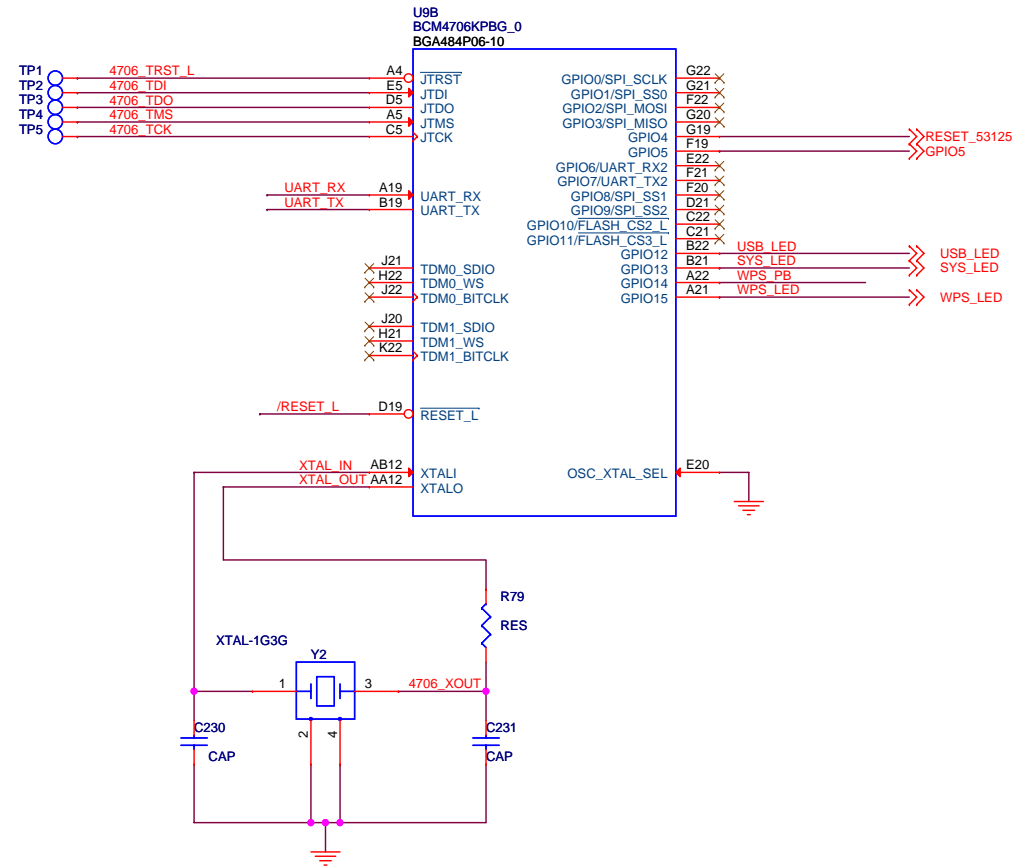 U9B
BCM4706KPBG_0
BGA484P06-10
TP1 4706_TRST_L A4 JTRST
TP2 4706_TDI E5 JTDI
TP3 4706_TDO D5 JTDO
TP4 4706_TMS A5 JTMS
TP5 4706_TCK C5 JTCK
UART_RX A19 UART_RX
UART_TX B19 UART_TX
J21 TDM0_SDIO
H22 TDM0_WS
J22 TDM0_BITCLK
J20 TDM1_SDIO
H21 TDM1_WS
K22 TDM1_BITCLK
/RESET_L D19 RESET_L
XTAL_IN AB12 XTALI
XTAL_OUT AA12 XTALO
GPIO0/SPI_SCLK G22
GPIO1/SPI_SS0 G21
GPIO2/SPI_MOSI F22
GPIO3/SPI_MISO G20
GPIO4 G19 RESET_53125
GPIO5 F19 GPIO5
GPIO6/UART_RX2 E22
GPIO7/UART_TX2 F21
GPIO8/SPI_SS1 F20
GPIO9/SPI_SS2 D21
GPIO10/FLASH_CS2_L C22
GPIO11/FLASH_CS3_L C21
GPIO12 B22 USB_LED USB_LED
GPIO13 B21 SYS_LED SYS_LED
GPIO14 A22 WPS_PB
GPIO15 A21 WPS_LED WPS_LED
OSC_XTAL_SEL E20
R79
RES
XTAL-1G3G
Y2
1 3 4706_XOUT
2 4
C230
CAP
C231
CAP